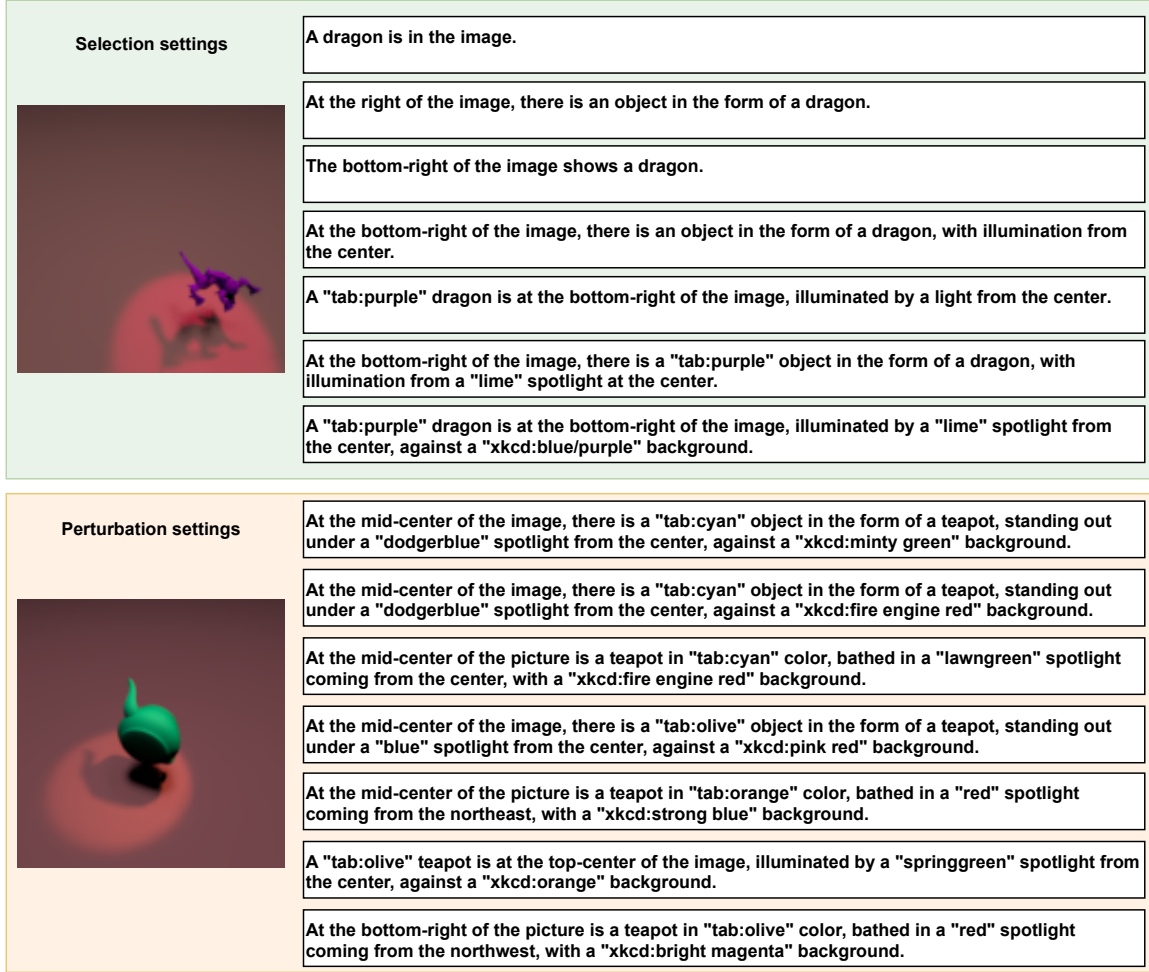 Selection settings
A dragon is in the image.
At the right of the image, there is an object in the form of a dragon.
The bottom-right of the image shows a dragon.
At the bottom-right of the image, there is an object in the form of a dragon, with illumination from
the center.
A "tab:purple" dragon is at the bottom-right of the image, illuminated by a light from the center.
At the bottom-right of the image, there is a "tab:purple" object in the form of a dragon, with
illumination from a "lime" spotlight at the center.
A "tab:purple" dragon is at the bottom-right of the image, illuminated by a "lime" spotlight from
the center, against a "xkcd:blue/purple" background.
Perturbation settings
At the mid-center of the image, there is a "tab:cyan" object in the form of a teapot, standing out
under a "dodgerblue" spotlight from the center, against a "xkcd:minty green" background.
At the mid-center of the image, there is a "tab:cyan" object in the form of a teapot, standing out
under a "dodgerblue" spotlight from the center, against a "xkcd:fire engine red" background.
At the mid-center of the picture is a teapot in "tab:cyan" color, bathed in a "lawngreen" spotlight
coming from the center, with a "xkcd:fire engine red" background.
At the mid-center of the image, there is a "tab:olive" object in the form of a teapot, standing out
under a "blue" spotlight from the center, against a "xkcd:pink red" background.
At the mid-center of the picture is a teapot in "tab:orange" color, bathed in a "red" spotlight
coming from the northeast, with a "xkcd:strong blue" background.
A "tab:olive" teapot is at the top-center of the image, illuminated by a "springgreen" spotlight from
the center, against a "xkcd:orange" background.
At the bottom-right of the picture is a teapot in "tab:olive" color, bathed in a "red" spotlight
coming from the northwest, with a "xkcd:bright magenta" background.